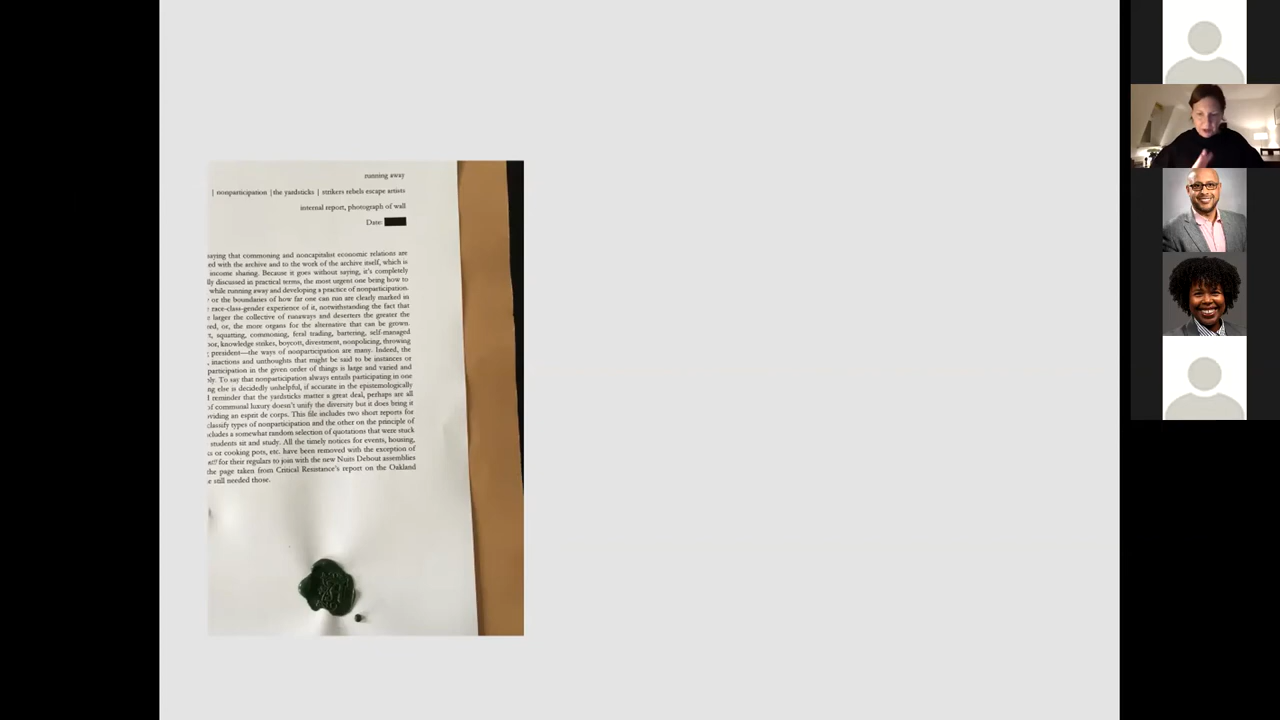 running away
| nonparticipation |the yardsticks | strikers rebels escape artists
internal report, photograph of wall
Date:
saying that commoning and noncapitalist economic relations are
ed with the archive and to the work of the archive itself, which is
income sharing. Because it goes without saying, it's completely
ly discussed in practical terms, the most urgent one being how to
while running away and developing a practice of nonparticipation.
or the boundaries of how far one can run are clearly marked in
race-class-gender experience of it, notwithstanding the fact that
larger the collective of runaways and deserters the greater the
ed, or, the more organs for the alternative that can be grown.
squatting, commoning, feral trading, bartering, self-managed
knowledge strikes, boycott, divestment, nonpolicing, throwing
president—the ways of nonparticipation are many. Indeed, the
inactions and unthoughts that might be said to be instances or
participation in the given order of things is large and varied and
ly. To say that nonparticipation always entails participating in one
ng else is decidedly unhelpful, if accurate in the epistemologically
reminder that the yardsticks matter a great deal, perhaps are all
of communal luxury doesn't unify the diversity but it does bring it
viding an esprit de corps. This file includes two short reports for
classify types of nonparticipation and the other on the principle of
cludes a somewhat random selection of quotations that were stuck
students sit and study. All the timely notices for events, housing,
s or cooking pots, etc. have been removed with the exception of
for their regulars to join with the new Nuits Debout assemblies
the page taken from Critical Resistance's report on the Oakland
e still needed those.